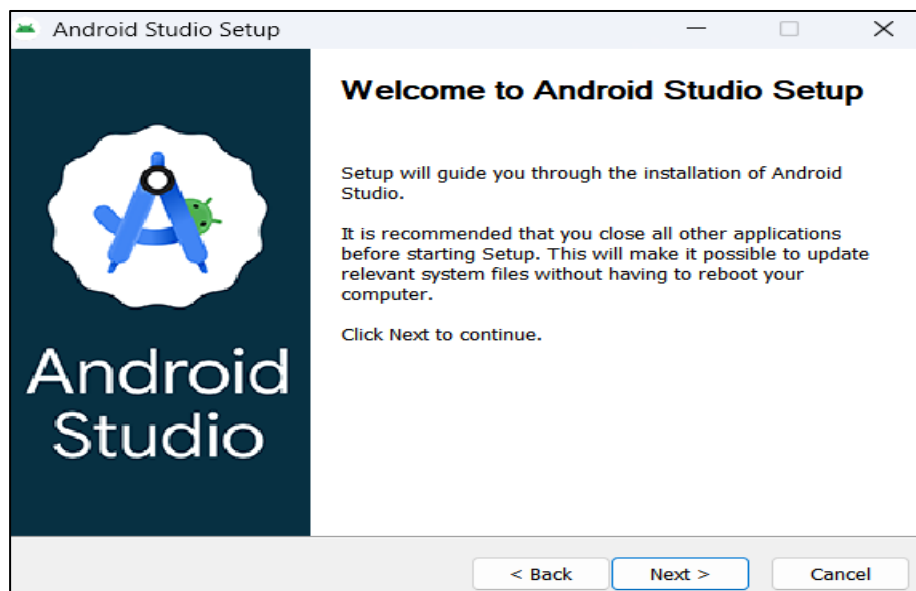 Android Studio Setup
Welcome to Android Studio Setup
Setup will guide you through the installation of Android
Studio.
It is recommended that you close all other applications
before starting Setup. This will make it possible to update
relevant system files without having to reboot your
computer.
Click Next to continue.
Android
Studio
< Back
Next >
Cancel